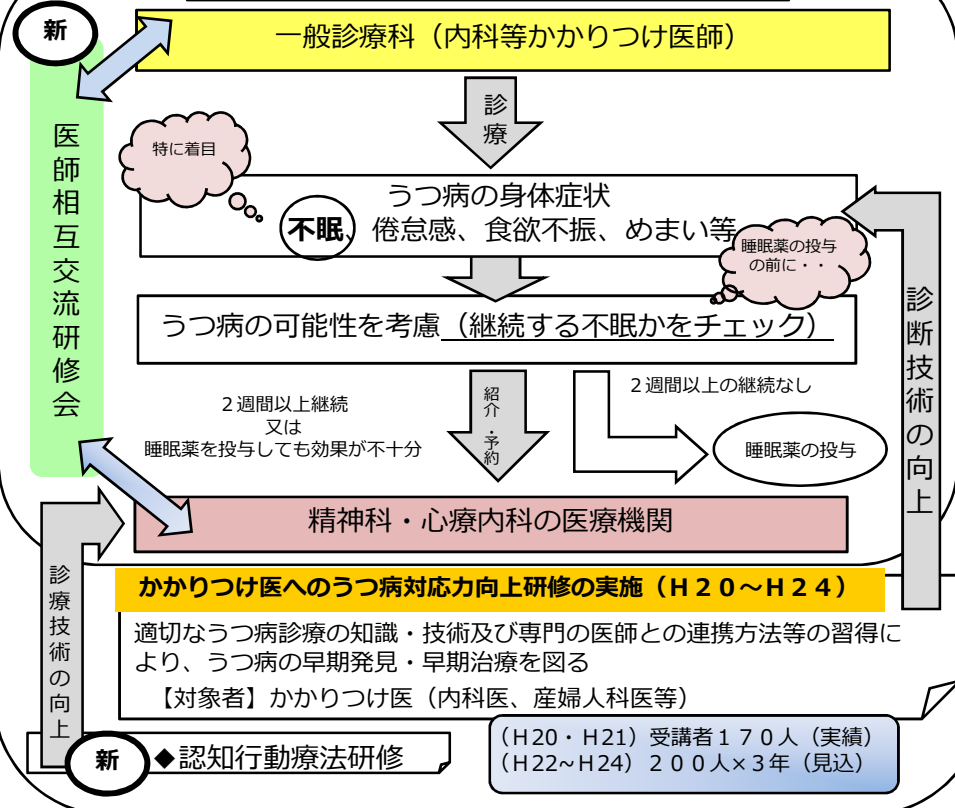 新
一般診療科（内科等かかりつけ医師）
医師相互交流研修会
診療
特に着目
うつ病の身体症状
不眠、倦怠感、食欲不振、めまい等
睡眠薬の投与
の前に・・
うつ病の可能性を考慮（継続する不眠かをチェック）
診断技術の向上
２週間以上継続
又は
睡眠薬を投与しても効果が不十分
紹介・予約
２週間以上の継続なし
睡眠薬の投与
精神科・心療内科の医療機関
診療技術の向上
かかりつけ医へのうつ病対応力向上研修の実施（Ｈ２０～Ｈ２４）
適切なうつ病診療の知識・技術及び専門の医師との連携方法等の習得に
より、うつ病の早期発見・早期治療を図る
【対象者】かかりつけ医（内科医、産婦人科医等）
新
◆認知行動療法研修
（H20・H21）受講者１７０人（実績）
（H22~H24）２００人×３年（見込）